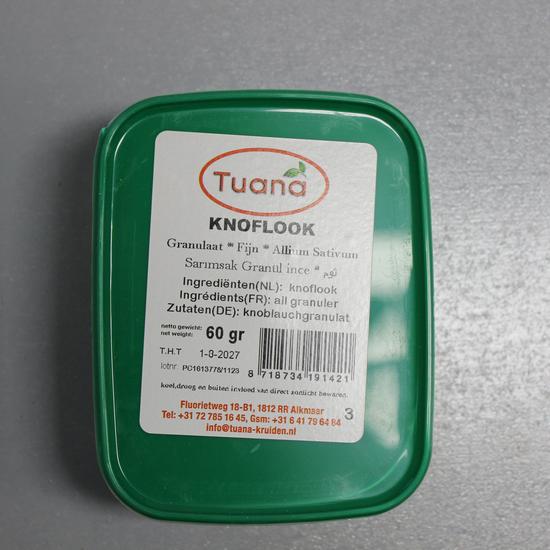 Tuana
KNOFLOOK
Granulaat * Fijn * Allium Sativum
Sarımsak Granül ince * ثوم
Ingrediënten(NL): knoflook
Ingrédients(FR): ail granuler
Zutaten(DE): knoblauchgranulat
netto gewicht: 60 gr
net weight:
T.H.T 1-8-2027
lotnr. PC1613778/1123
8 718734 191421
koel,droog en buiten invloed van direct zonlicht bewaren.
3
Fluorietweg 18-B1, 1812 RR Alkmaar
Tel: +31 72 785 16 45, Gsm: +31 6 41 79 64 84
info@tuana-kruiden.nl